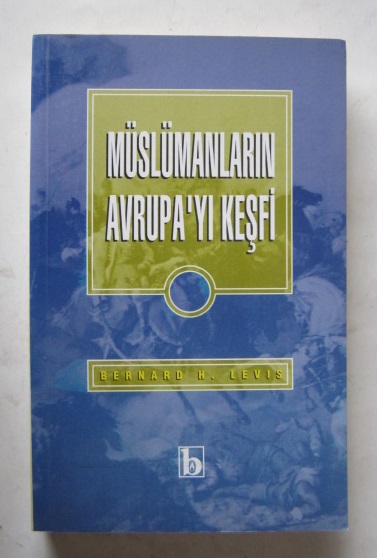 MÜSLÜMANLARIN
AVRUPA'YI KEŞFİ
BERNARD H. LEVIS
b